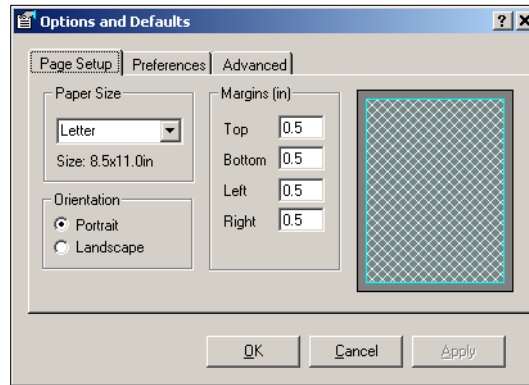 Options and Defaults
Page Setup Preferences Advanced
Paper Size
Letter
Size: 8.5x11.0in
Orientation
Portrait
Landscape
Margins (in)
Top 0.5
Bottom 0.5
Left 0.5
Right 0.5
OK Cancel Apply